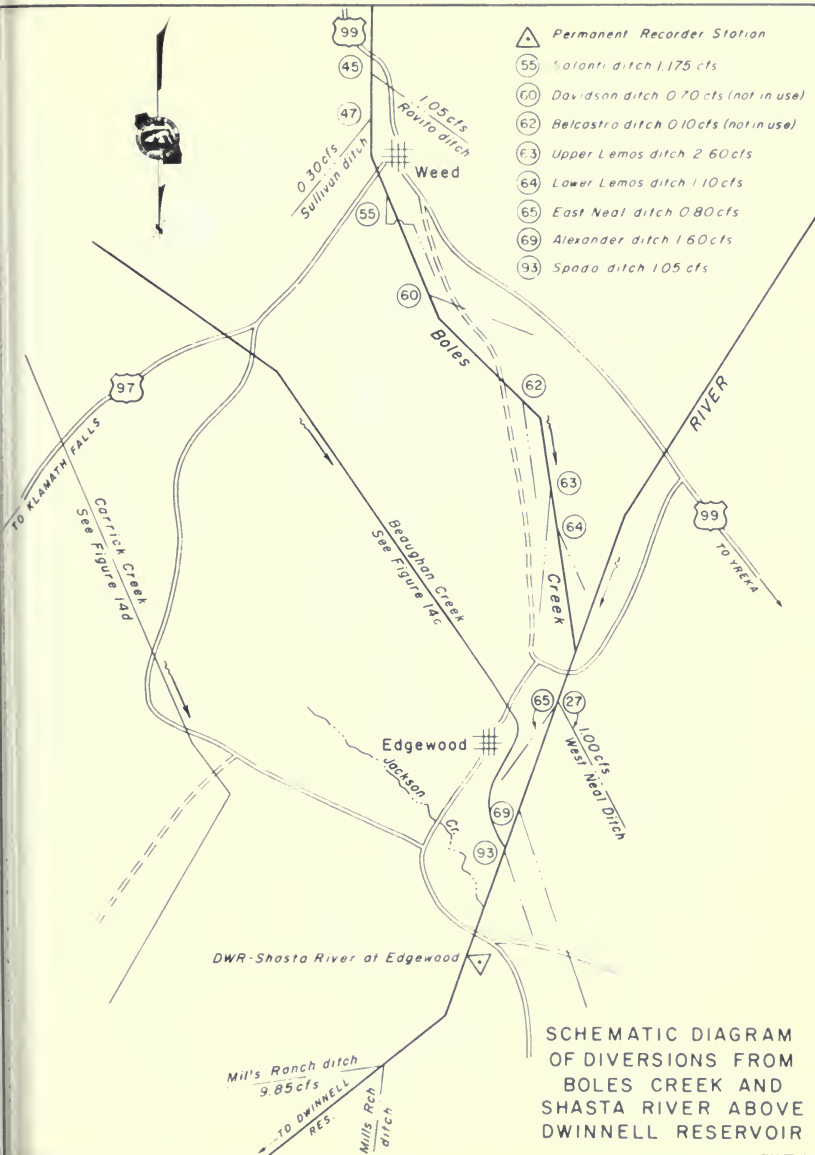 Permanent Recorder Station
55 ditch 1.175 cfs
60 Davidson ditch 0.70 cfs (not in use)
62 Belcastro ditch 0.10 cfs (not in use)
63 Upper Lemos ditch 2.60 cfs
64 Lower Lemos ditch 1.10 cfs
65 East Neal ditch 0.80 cfs
69 Alexander ditch 1.60 cfs
93 Spado ditch 1.05 cfs
99
45
47
1.05 cfs
Rovito ditch
0.30 cfs
Sullivan ditch
Weed
55
60
Boles
62
97
TO KLAMATH FALLS
RIVER
Carrick Creek
See Figure 14d
Beaughan Creek
See Figure 14c
63
64
Creek
99
TO YREKA
65
27
1.00 cfs
West Neal Ditch
Edgewood
Jackson
Cr.
69
93
DWR-Shasta River at Edgewood
Mill's Ranch ditch
9.85 cfs
TO DWINNELL
RES.
Mills Rch
ditch
SCHEMATIC DIAGRAM
OF DIVERSIONS FROM
BOLES CREEK AND
SHASTA RIVER ABOVE
DWINNELL RESERVOIR